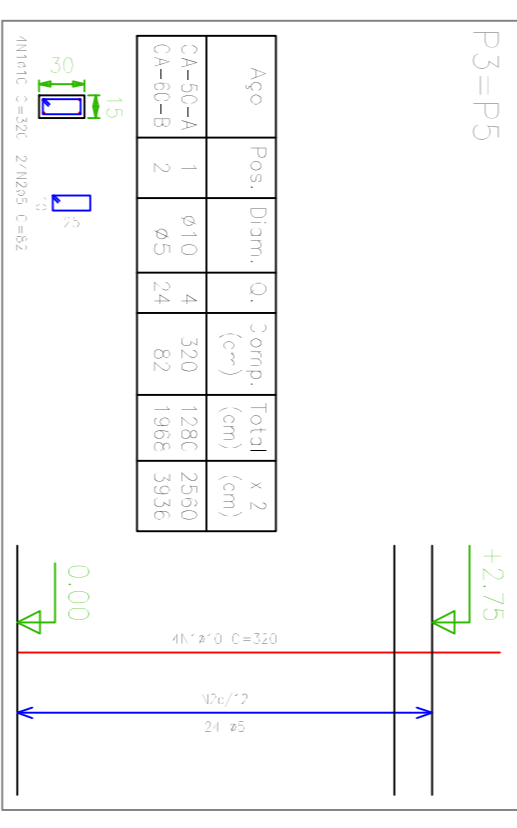 P3=P5
Aço Pos. Diam. Q. Comp. (cm) Total (cm) x 2 (cm)
CA-50-A 1 ø10 4 320 1280 2560
CA-60-B 2 ø5 24 82 1968 3936
30
15
25
4N1ø10 C=320 C=82
+2.75
0.00
4N1ø10 C=320
N2c/12
24 ø5